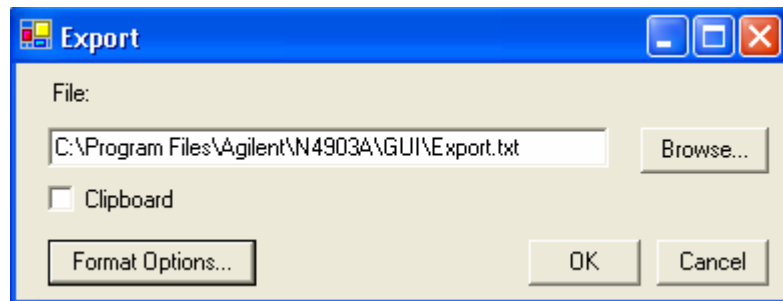 Export
File:
C:\Program Files\Agilent\N4903A\GUI\Export.txt
Browse...
Clipboard
Format Options...
OK
Cancel